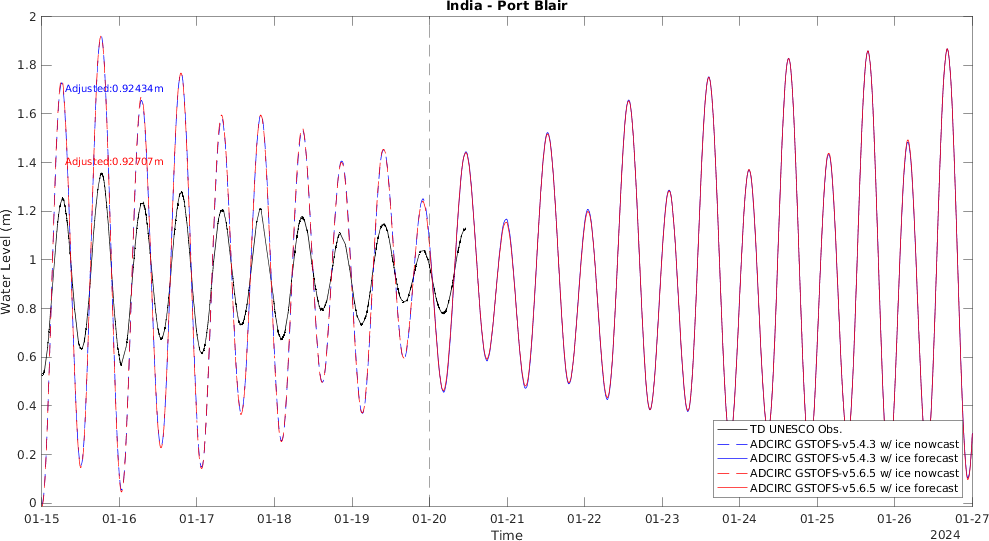 India - Port Blair
Water Level (m)
2
1.8
1.6
1.4
1.2
1
0.8
0.6
0.4
0.2
0
Adjusted:0.92434m
Adjusted:0.92707m
TD UNESCO Obs.
ADCIRC GSTOFS-v5.4.3 w/ ice nowcast
ADCIRC GSTOFS-v5.4.3 w/ ice forecast
ADCIRC GSTOFS-v5.6.5 w/ ice nowcast
ADCIRC GSTOFS-v5.6.5 w/ ice forecast
01-15 01-16 01-17 01-18 01-19 01-20 01-21 01-22 01-23 01-24 01-25 01-26 01-27
Time
2024